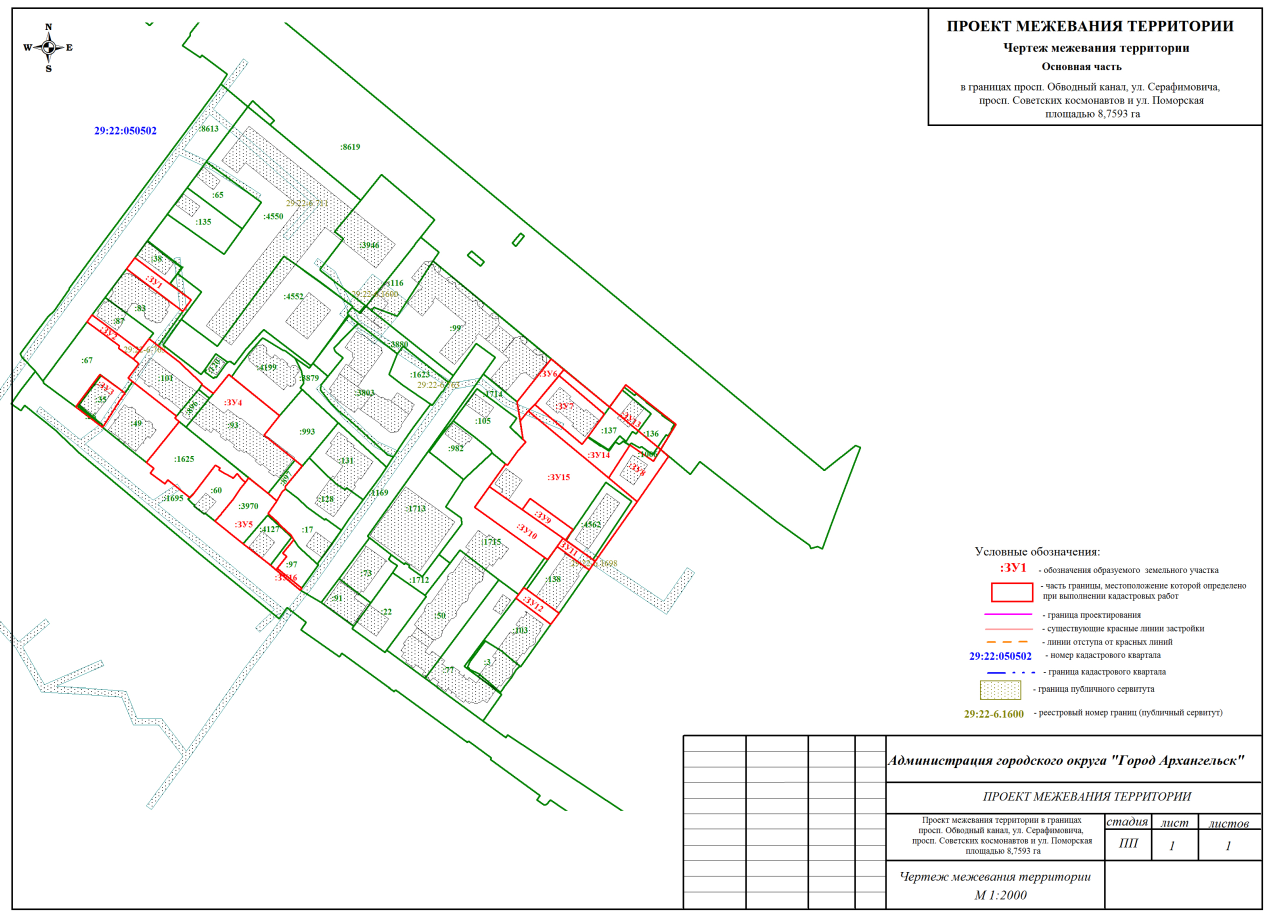 N
W E
S
ПРОЕКТ МЕЖЕВАНИЯ ТЕРРИТОРИИ
Чертеж межевания территории
Основная часть
в границах просп. Обводный канал, ул. Серафимовича,
просп. Советских космонавтов и ул. Поморская
площадью 8,7593 га
29:22:050502
:8613
:8619
:65
:4550
:135
:3946
:38
:ЗУ1
:116
:4552
:83
:87
:ЗУ2
:99
:3880
:67
:101
:4199
:3879
:1623
:ЗУ6
:ЗУ3
:35
:3803
:1714
:ЗУ7
:ЗУ4
:896
:49
:93
:993
:105
:ЗУ13
:137
:136
:982
:1625
:131
:ЗУ14
:ЗУ8
:897
:ЗУ15
:60
:1695
:3970
:128
:1169
:1713
:ЗУ9
:ЗУ5
:4127
:17
:ЗУ10
:4562
:1715
:ЗУ11
:97
:ЗУ16
:73
:1712
:138
:91
:22
:50
:ЗУ12
:103
:3
Условные обозначения:
:ЗУ1 - обозначения образуемого земельного участка
- часть границы, местоположение которой определено
при выполнении кадастровых работ
- граница проектирования
- существующие красные линии застройки
- линии отступа от красных линий
29:22:050502 - номер кадастрового квартала
- граница кадастрового квартала
- граница публичного сервитута
29:22-6.1600 - реестровый номер границ (публичный сервитут)
Администрация городского округа "Город Архангельск"
ПРОЕКТ МЕЖЕВАНИЯ ТЕРРИТОРИИ
Проект межевания территории в границах
просп. Обводный канал, ул. Серафимовича,
просп. Советских космонавтов и ул. Поморская
площадью 8,7593 га
стадия лист листов
ПП 1 1
Чертеж межевания территории
М 1:2000